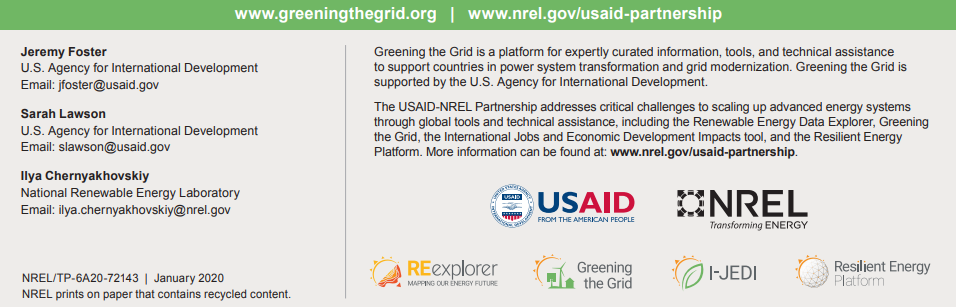 www.greeningthegrid.org | www.nrel.gov/usaid-partnership
Jeremy Foster
U.S. Agency for International Development
Email: jfoster@usaid.gov
Sarah Lawson
U.S. Agency for International Development
Email: slawson@usaid.gov
Ilya Chernyakhovskiy
National Renewable Energy Laboratory
Email: ilya.chernyakhovskiy@nrel.gov
NREL/TP-6A20-72143 | January 2020
NREL prints on paper that contains recycled content.
Greening the Grid is a platform for expertly curated information, tools, and technical assistance
to support countries in power system transformation and grid modernization. Greening the Grid is
supported by the U.S. Agency for International Development.
The USAID-NREL Partnership addresses critical challenges to scaling up advanced energy systems
through global tools and technical assistance, including the Renewable Energy Data Explorer, Greening
the Grid, the International Jobs and Economic Development Impacts tool, and the Resilient Energy
Platform. More information can be found at: www.nrel.gov/usaid-partnership.
UNITED STATES AGENCY
USAID
INTERNATIONAL DEVELOPMENT
USAID
FROM THE AMERICAN PEOPLE
NREL
Transforming ENERGY
REexplorer
MAPPING OUR ENERGY FUTURE
Greening
the Grid
I-JEDI
Resilient Energy
Platform